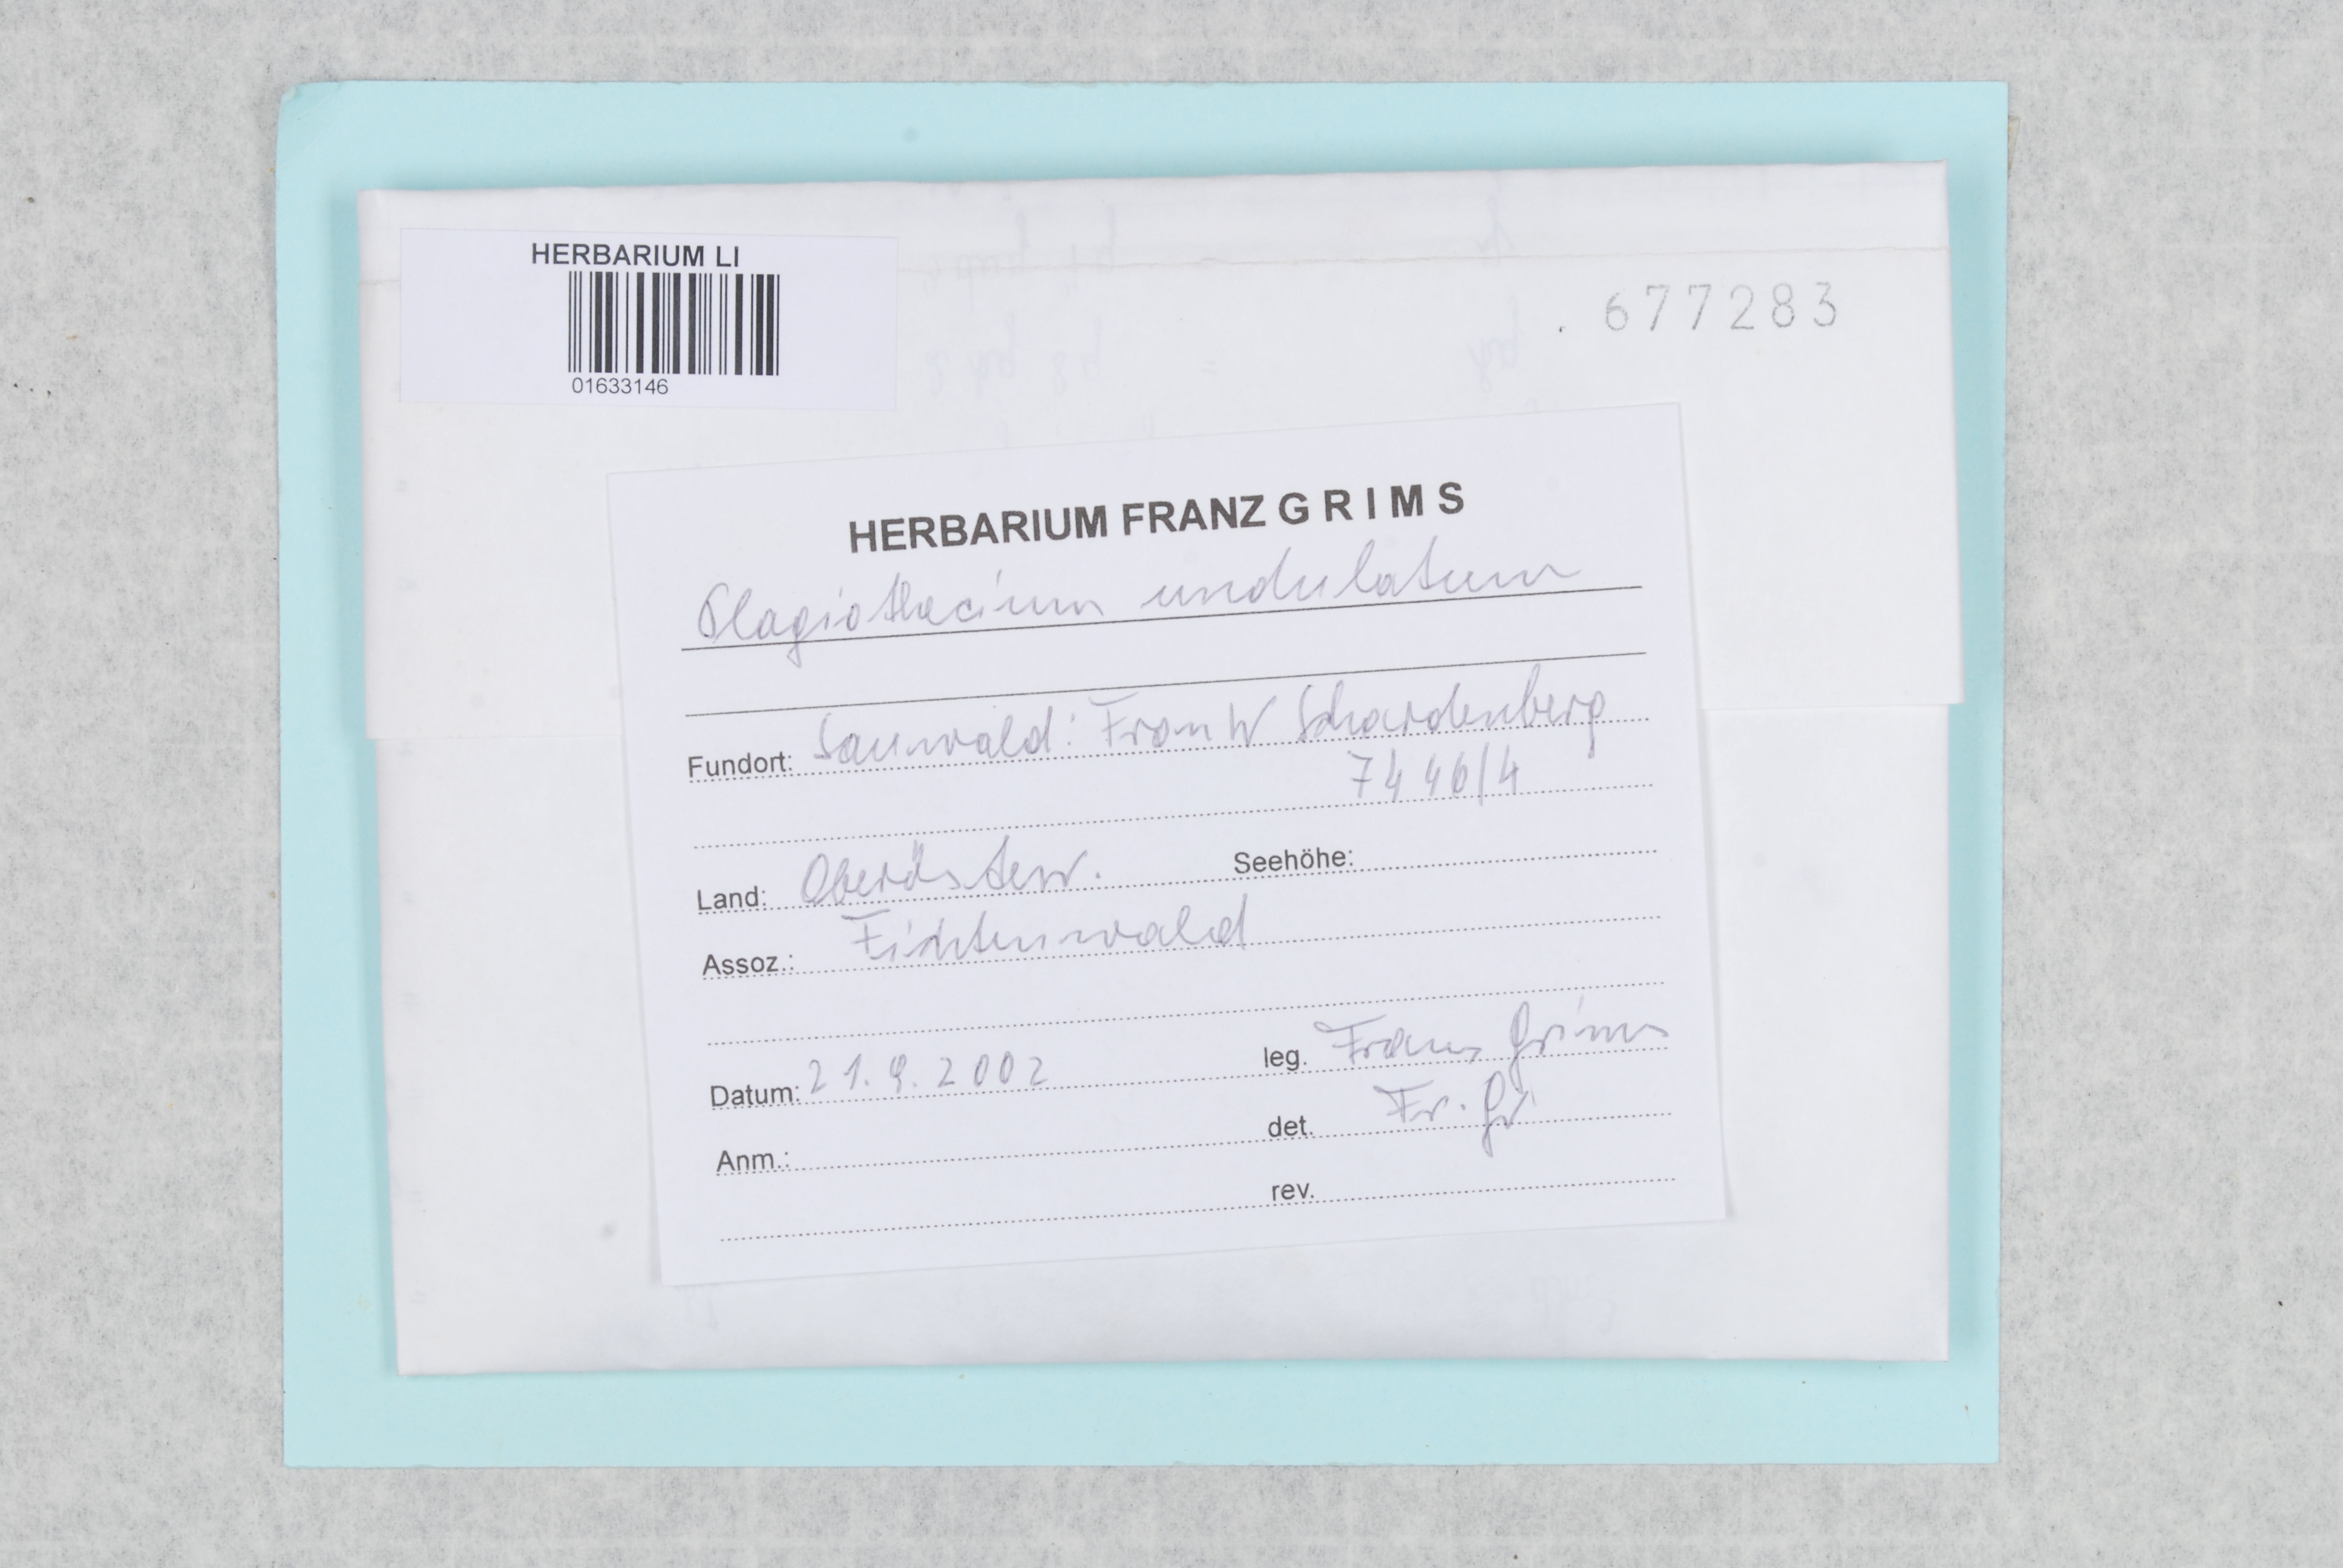 HERBARIUM LI
01633146
. 677283
HERBARIUM FRANZ G R I M S
Plagiothecium undulatum
Fundort: Sauwald: Fron W Schardenberg
7446/4
Land: Oberösterr. Seehöhe:
Assoz.: Fichtenwald
Datum: 21.9.2002 leg. Franz Grims
Anm.: det. Fr. Gr
rev.